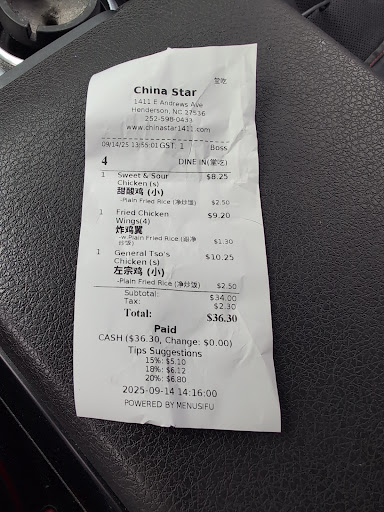 堂吃
China Star
1411 E Andrews Ave
Henderson, NC 27536
252-598-0433
www.chinastar1411.com
09/14/25 13:55:01 GST 1 Boss
4 DINE IN(堂吃)
1 Sweet & Sour $8.25
Chicken (s)
甜酸鸡 (小)
-Plain Fried Rice (净炒饭) $2.50
1 Fried Chicken $9.20
Wings(4)
炸鸡翼
-w.Plain Fried Rice (跟净 $1.30
炒饭)
1 General Tso's $10.25
Chicken (s)
左宗鸡 (小)
-Plain Fried Rice (净炒饭) $2.50
Subtotal: $34.00
Tax: $2.30
Total: $36.30
Paid
CASH ($36.30, Change: $0.00)
Tips Suggestions
15%: $5.10
18%: $6.12
20%: $6.80
2025-09-14 14:16:00
POWERED BY MENUSIFU